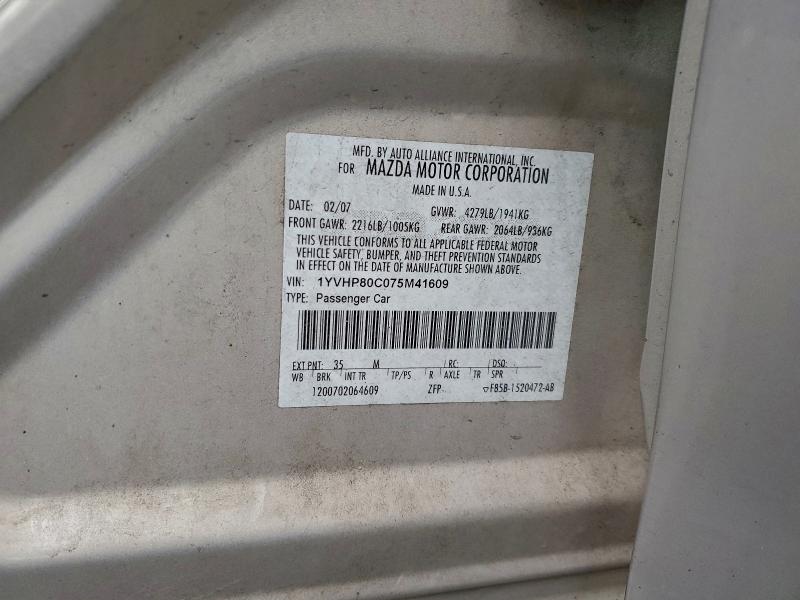 MFD. BY AUTO ALLIANCE INTERNATIONAL, INC.
FOR MAZDA MOTOR CORPORATION
MADE IN U.S.A.
DATE: 02/07 GVWR: 4279LB/1941KG
FRONT GAWR: 2216LB/1005KG REAR GAWR: 2064LB/936KG
THIS VEHICLE CONFORMS TO ALL APPLICABLE FEDERAL MOTOR
VEHICLE SAFETY, BUMPER, AND THEFT PREVENTION STANDARDS
IN EFFECT ON THE DATE OF MANUFACTURE SHOWN ABOVE.
VIN: 1YVHP80C075M41609
TYPE: Passenger Car
EXT PNT: 35 M RC: DSO:
WB BRK INT TR TP/PS R AXLE TR SPR
1200702064609 ZFP F85B-1520472-AB